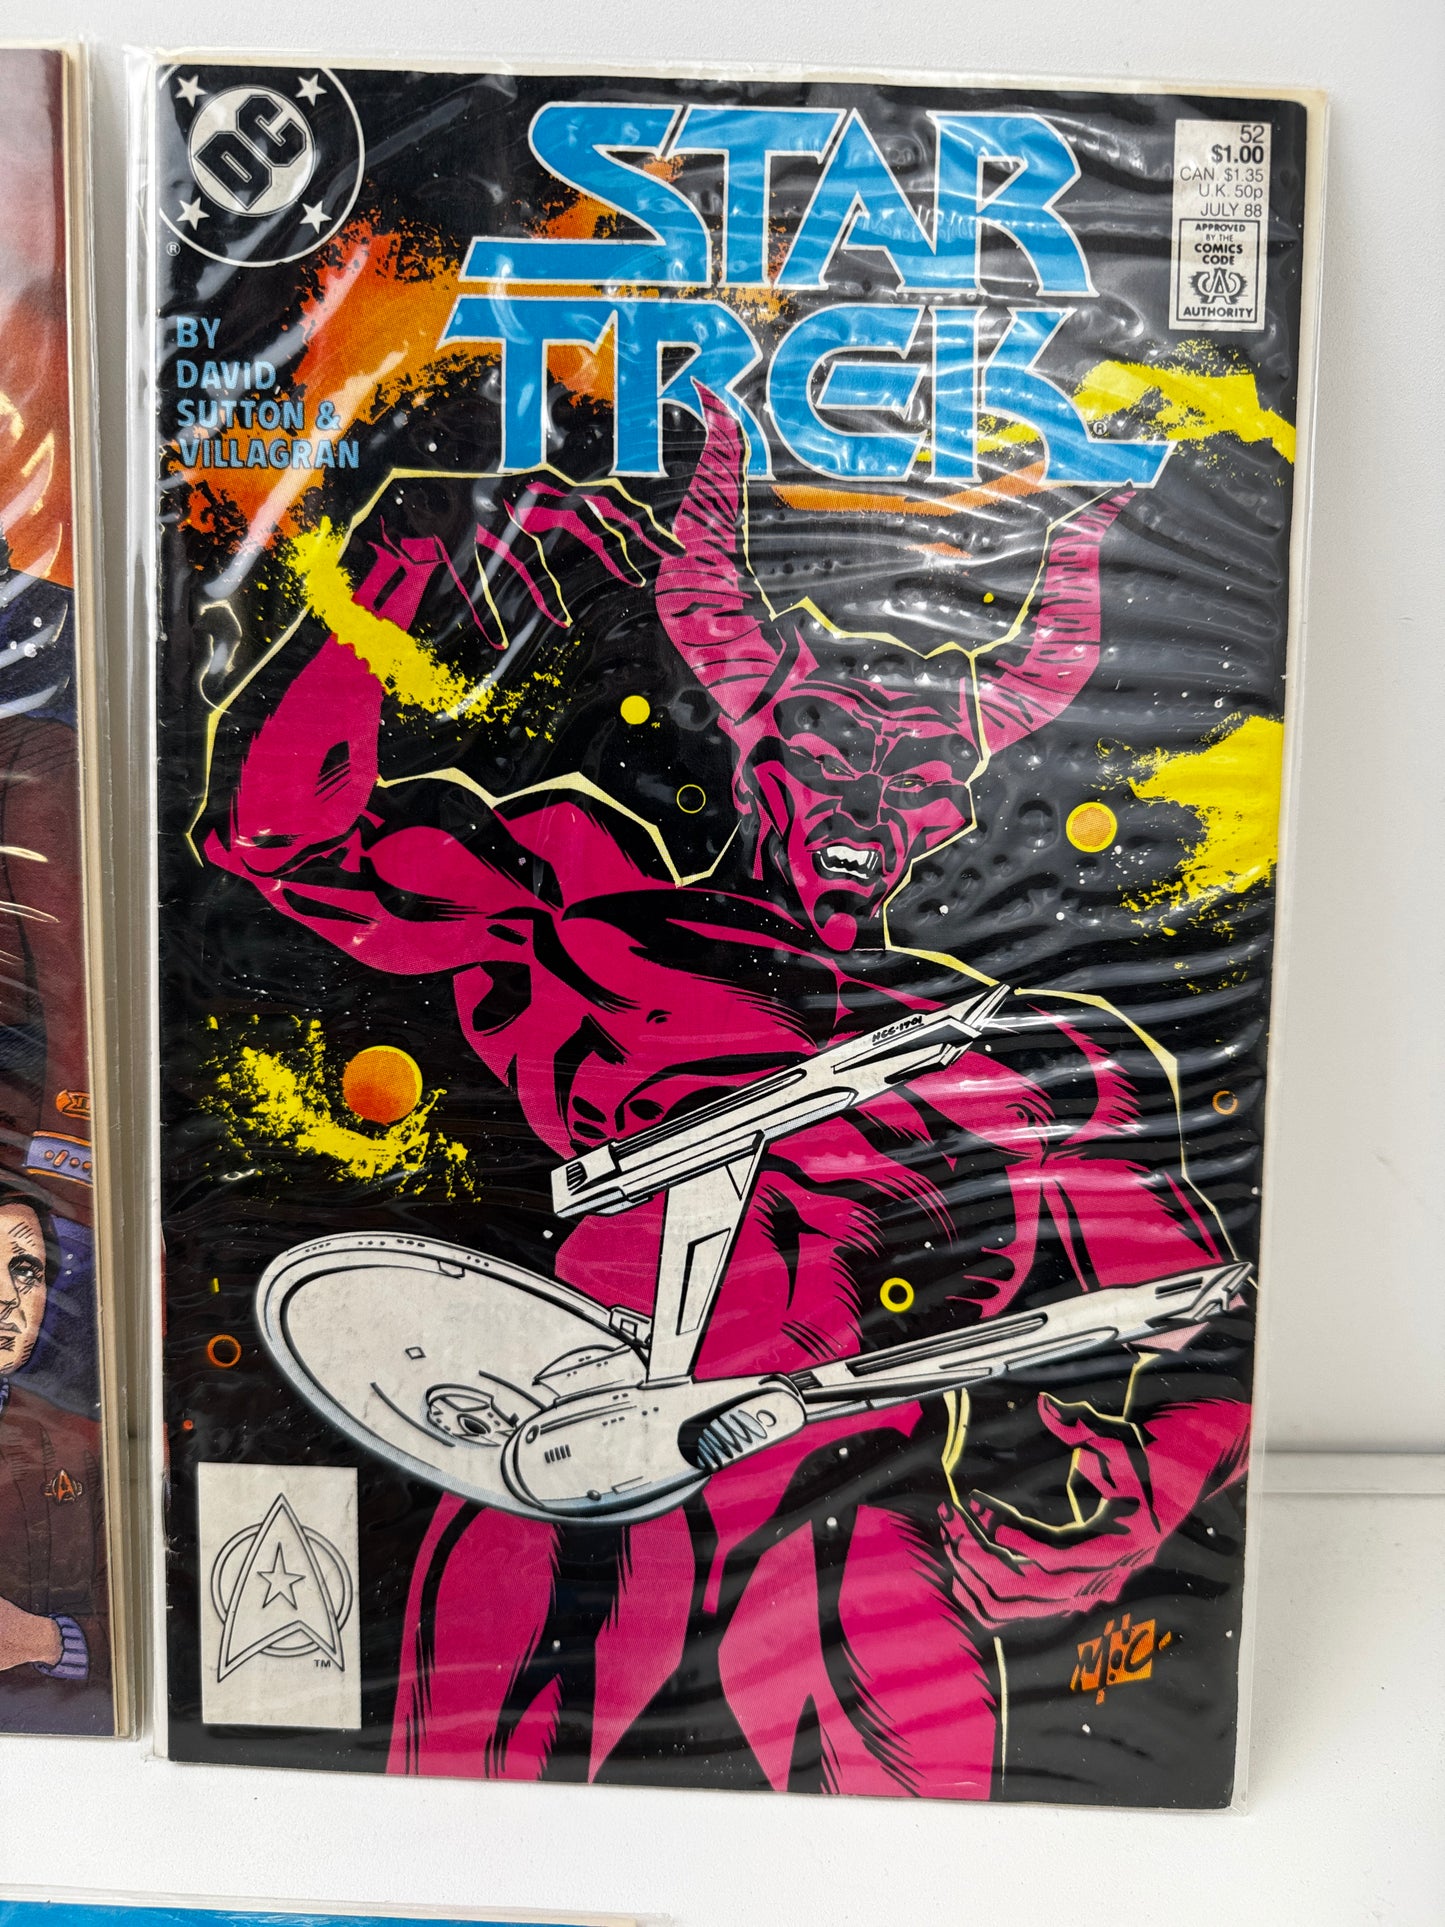 DC
®
STAR
TREK
®
52
$1.00
CAN. $1.35
U.K. 50p
JULY 88
APPROVED
BY THE
COMICS
CODE
A
AUTHORITY
BY
DAVID,
SUTTON &
VILLAGRAN
NCC-1701
TM